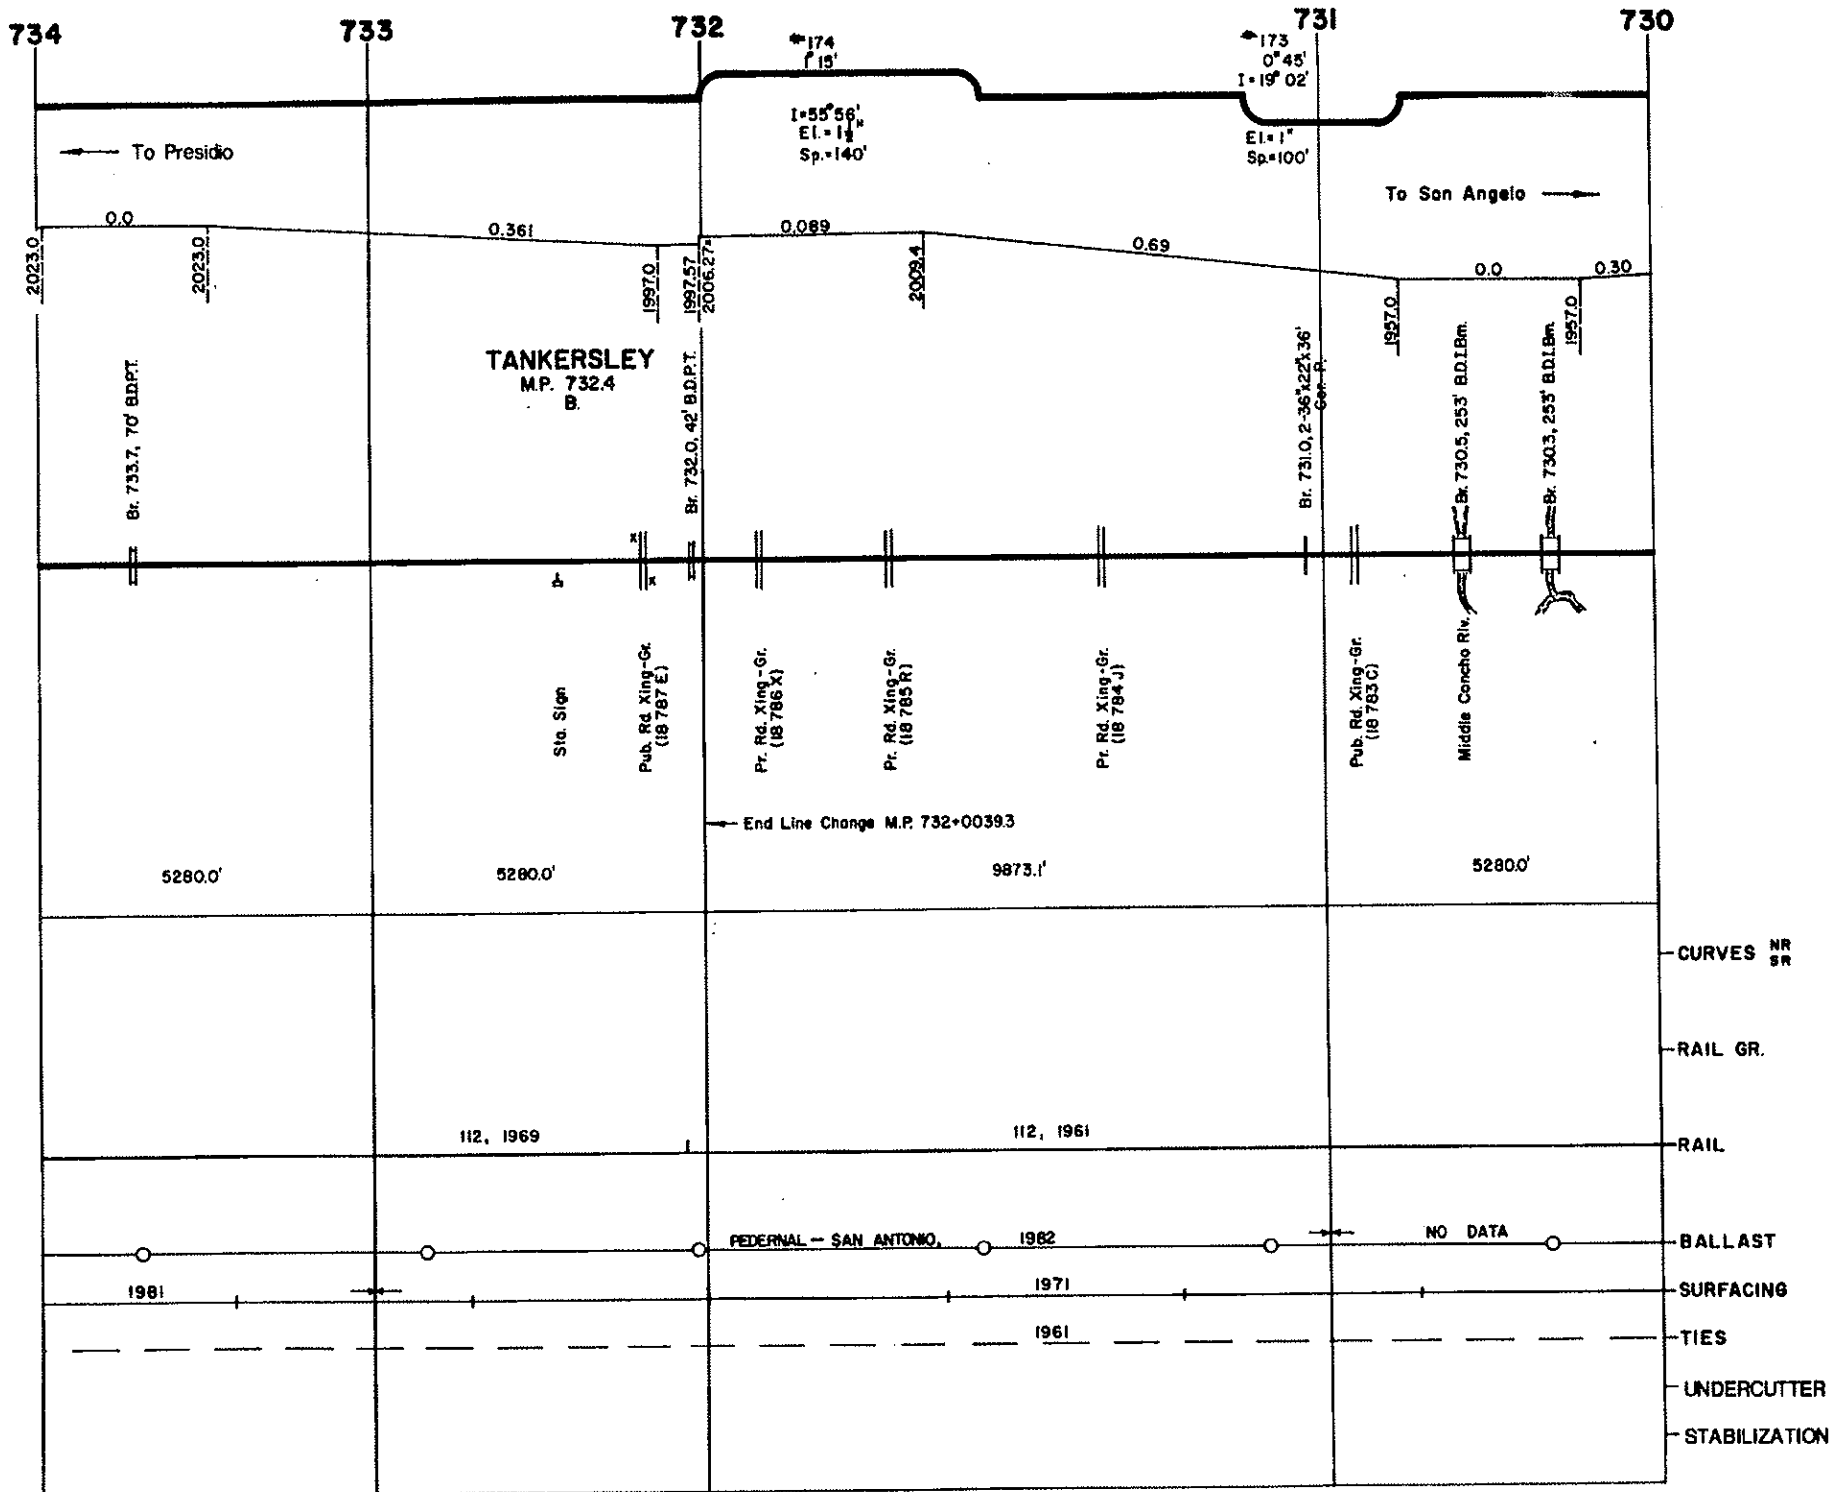 734
733
732
731
730
174
1° 15'
I=55°56'
Sp.=140'
173
0°45'
I=19°02'
El.=1"
Sp.=100'
To Presidio
To San Angelo
0.0
0.361
0.089
0.69
0.0
0.30
2023.0
2023.0
1997.0
1997.57
2006.27=
2009.4
1957.0
1957.0
TANKERSLEY
M.P. 732.4
B.
Br. 733.7, 70' B.D.P.T.
Br. 732.0, 42' B.D.P.T.
Br. 731.0, 2-36"x22"x36'
Br. 730.5, 253' B.D.I.Bm.
Br. 730.3, 253' B.D.I.Bm.
x
x
Sta. Sign
Pub. Rd. Xing-Gr.
(18 787 E)
Pr. Rd. Xing-Gr.
(18 786 X)
Pr. Rd. Xing-Gr.
(18 785 R)
Pr. Rd. Xing-Gr.
(18 784 J)
Pub. Rd. Xing-Gr.
(18 783 C)
Middle Concho Riv.
End Line Change M.P. 732+0039.3
5280.0'
5280.0'
9873.1'
5280.0'
CURVES NR
SR
RAIL GR.
112, 1969
112, 1961
RAIL
PEDERNAL - SAN ANTONIO, 1982
NO DATA
BALLAST
1981
1971
SURFACING
1961
TIES
UNDERCUTTER
STABILIZATION